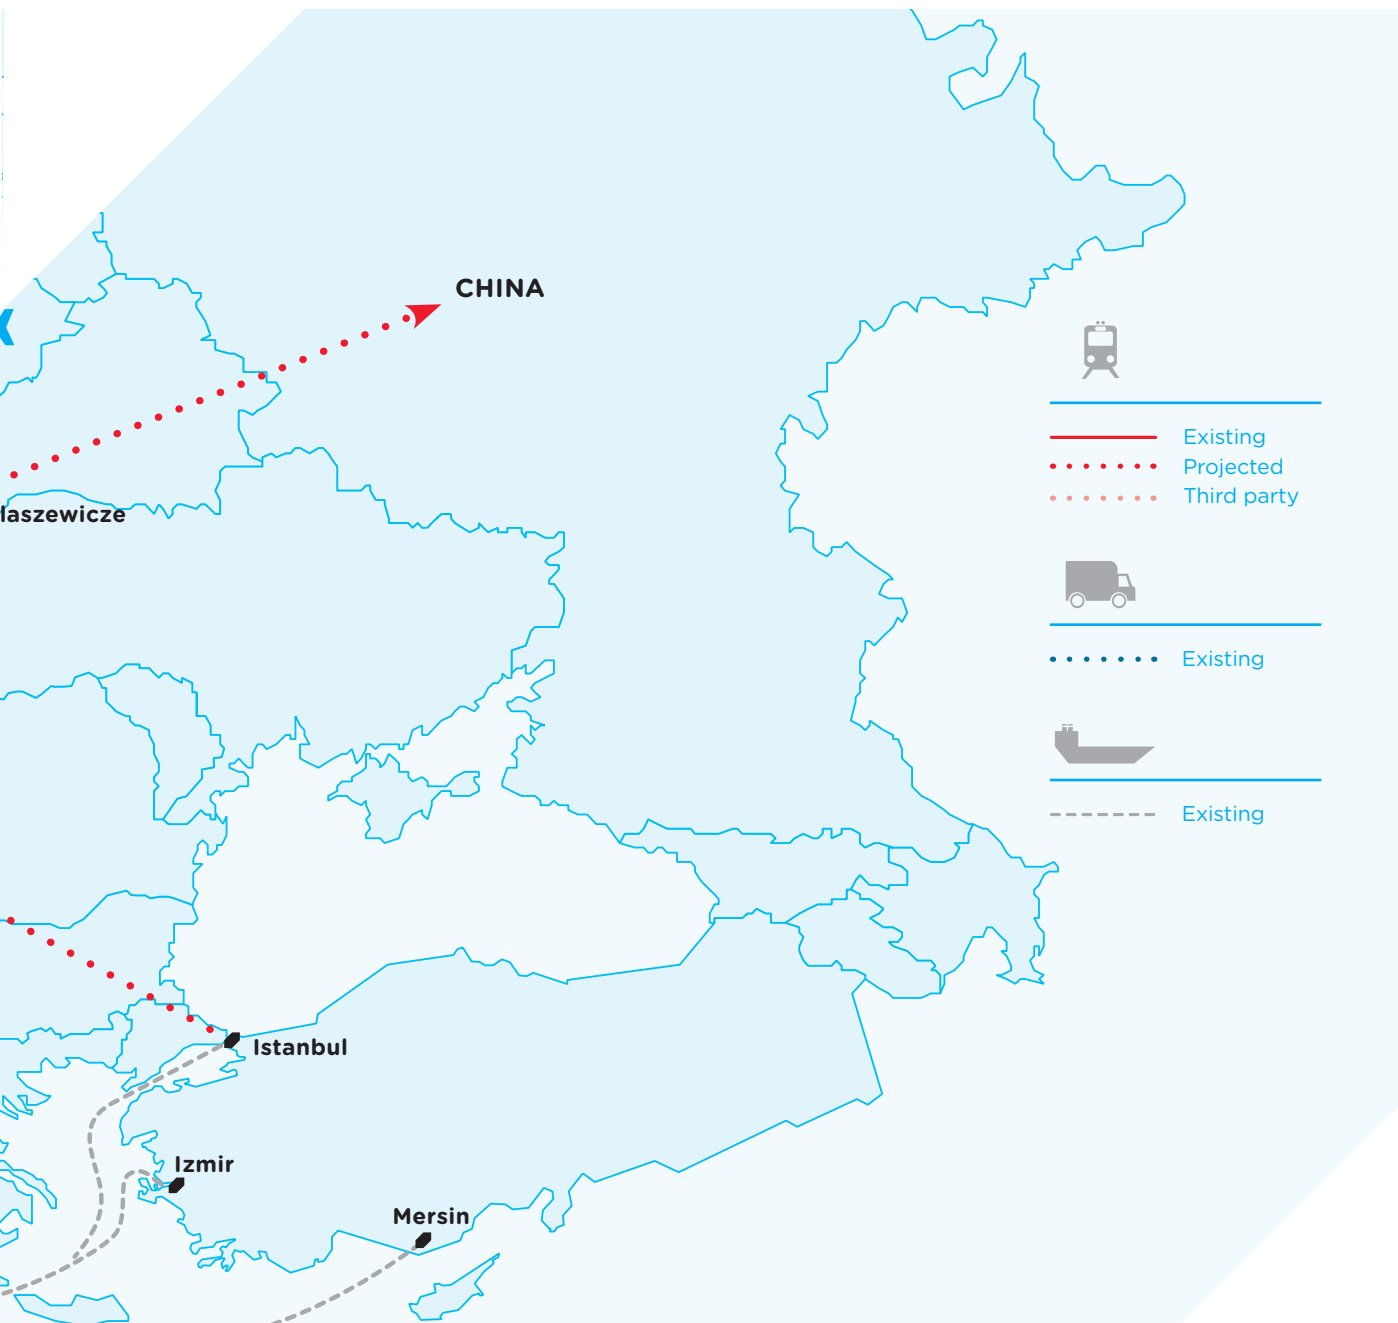 CHINA
Existing
Projected
Third party
laszewicze
Existing
Existing
Istanbul
Izmir
Mersin